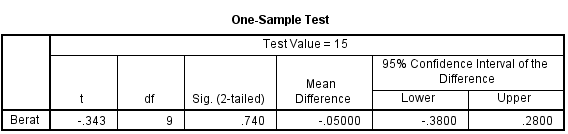 One-Sample Test
Test Value = 15
95% Confidence Interval of the Difference
t df Sig. (2-tailed) Mean Difference Lower Upper
Berat -.343 9 .740 -.05000 -.3800 .2800